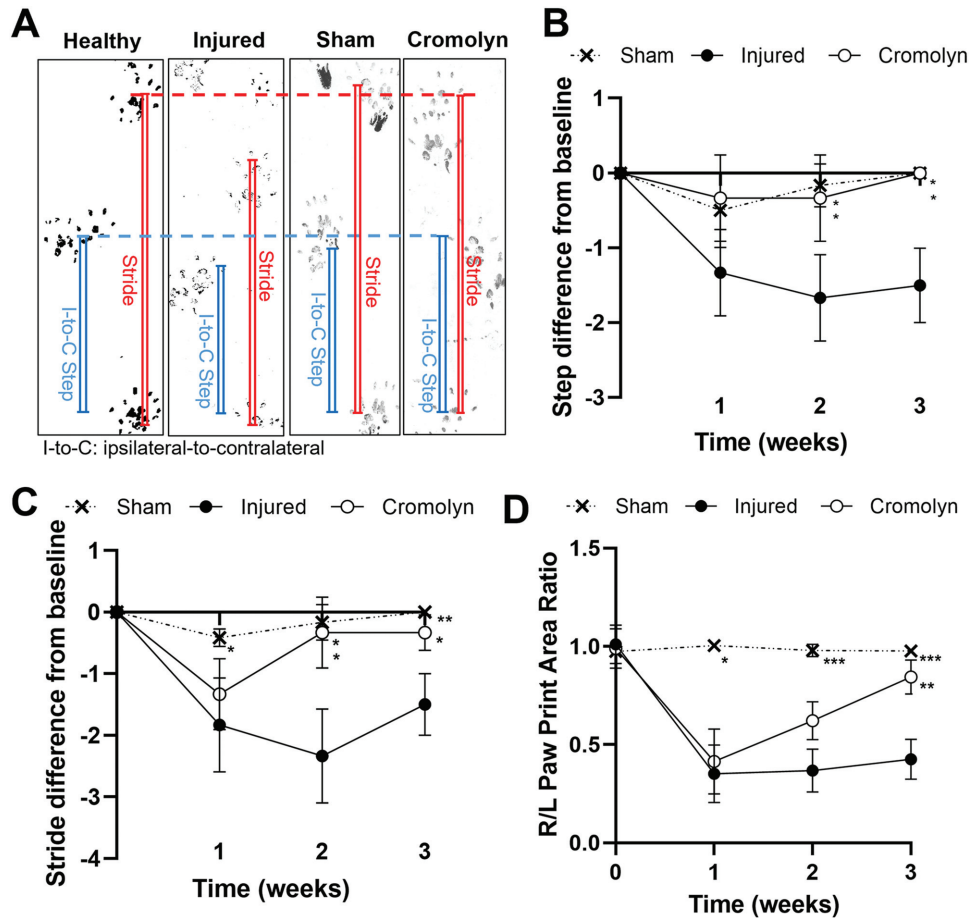 A
Healthy Injured Sham Cromolyn
Stride
I-to-C Step
Stride
I-to-C Step
Stride
I-to-C Step
Stride
I-to-C Step
I-to-C: ipsilateral-to-contralateral
B
Sham Injured Cromolyn
Step difference from baseline
1
0
-1
-2
-3
* *
* *
1 2 3
Time (weeks)
C
Sham Injured Cromolyn
Stride difference from baseline
1
0
-1
-2
-3
-4
*
*
*
**
*
1 2 3
Time (weeks)
D
Sham Injured Cromolyn
R/L Paw Print Area Ratio
1.5
1.0
0.5
0.0
*
***
***
**
0 1 2 3
Time (weeks)